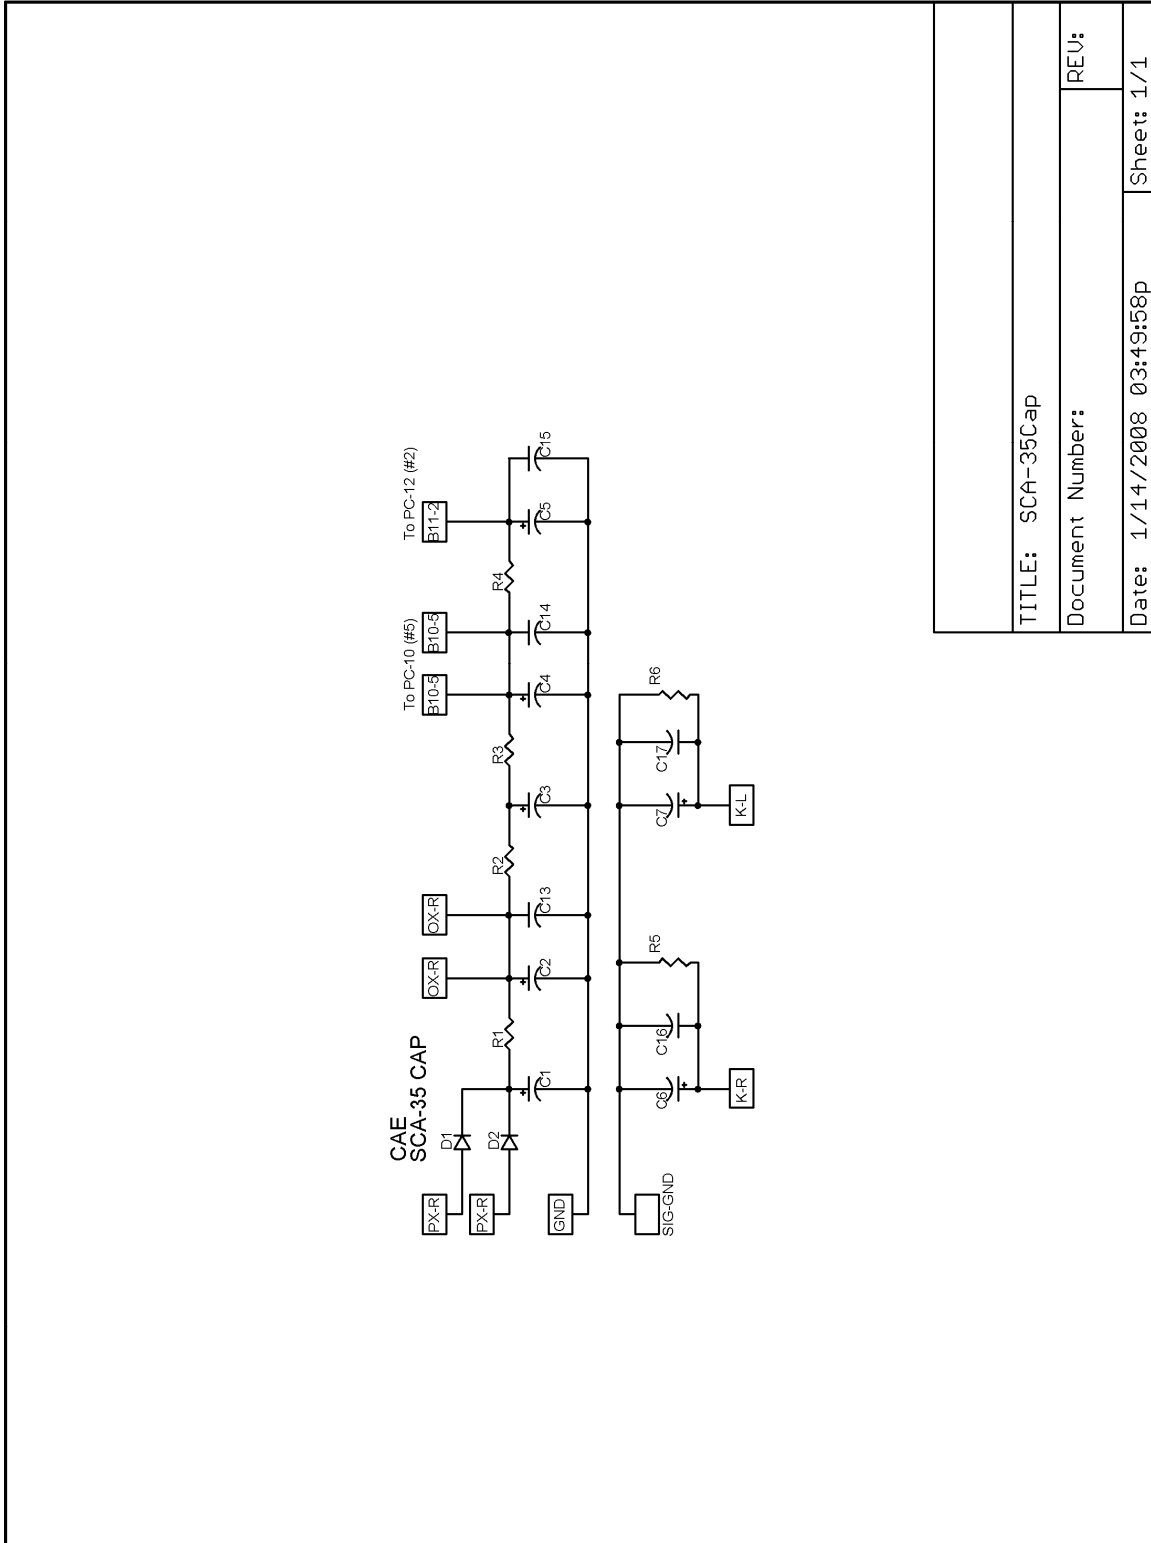 CAE
SCA-35 CAP
PX-R
PX-R
GND
SIG-GND
D1
D2
C1
R1
OX-R
OX-R
C2
C13
R2
C3
R3
To PC-10 (#5)
B10-5
B10-5
C4
C14
R4
To PC-12 (#2)
B11-2
C5
C15
K-R
C6
C16
R5
K-L
C7
C17
R6
TITLE: SCA-35Cap
Document Number:
REV:
Date: 1/14/2008 03:49:58p
Sheet: 1/1